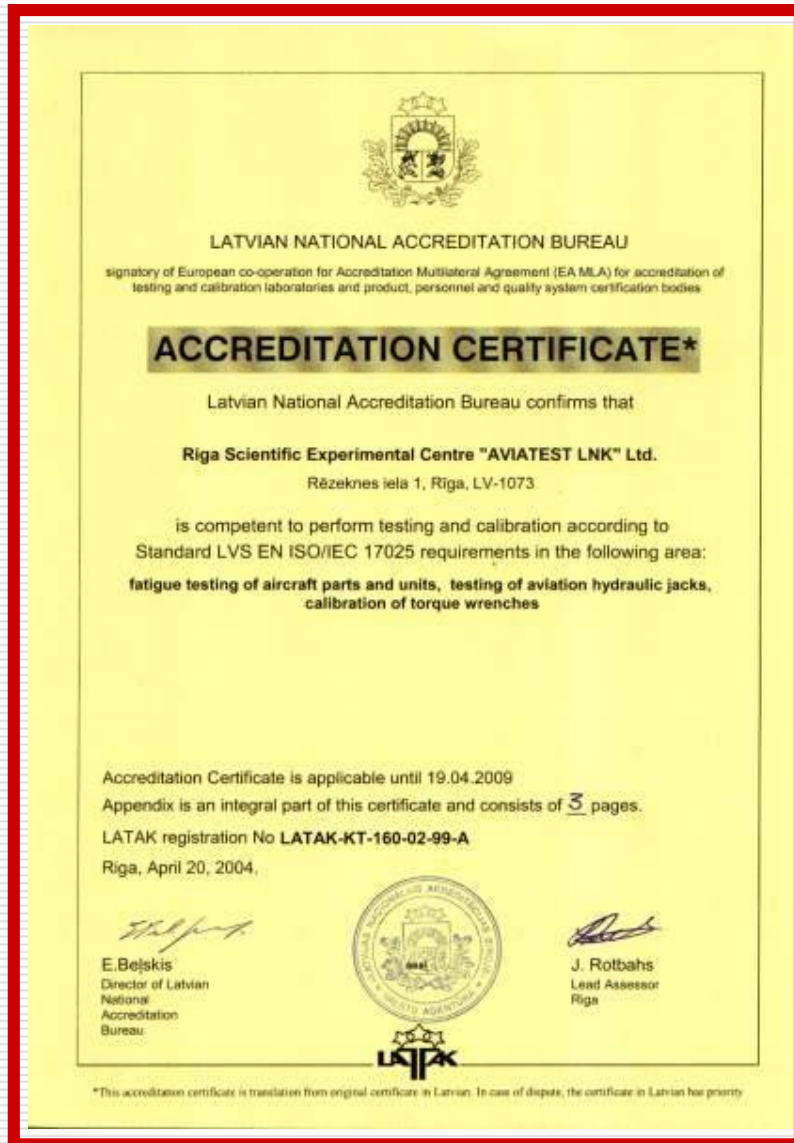 LATVIAN NATIONAL ACCREDITATION BUREAU
signatory of European co-operation for Accreditation Multilateral Agreement (EA MLA) for accreditation of
testing and calibration laboratories and product, personnel and quality system certification bodies
ACCREDITATION CERTIFICATE*
Latvian National Accreditation Bureau confirms that
Riga Scientific Experimental Centre "AVIATEST LNK" Ltd.
Rēzeknes iela 1, Rīga, LV-1073
is competent to perform testing and calibration according to
Standard LVS EN ISO/IEC 17025 requirements in the following area:
fatigue testing of aircraft parts and units, testing of aviation hydraulic jacks,
calibration of torque wrenches
Accreditation Certificate is applicable until 19.04.2009
Appendix is an integral part of this certificate and consists of 3 pages.
LATAK registration No LATAK-KT-160-02-99-A
Riga, April 20, 2004.
E.Beļskis
Director of Latvian
National
Accreditation
Bureau
seal
J. Rotbahs
Lead Assessor
Riga
LATAK
*This accreditation certificate is translation from original certificate in Latvian. In case of dispute, the certificate in Latvian has priority